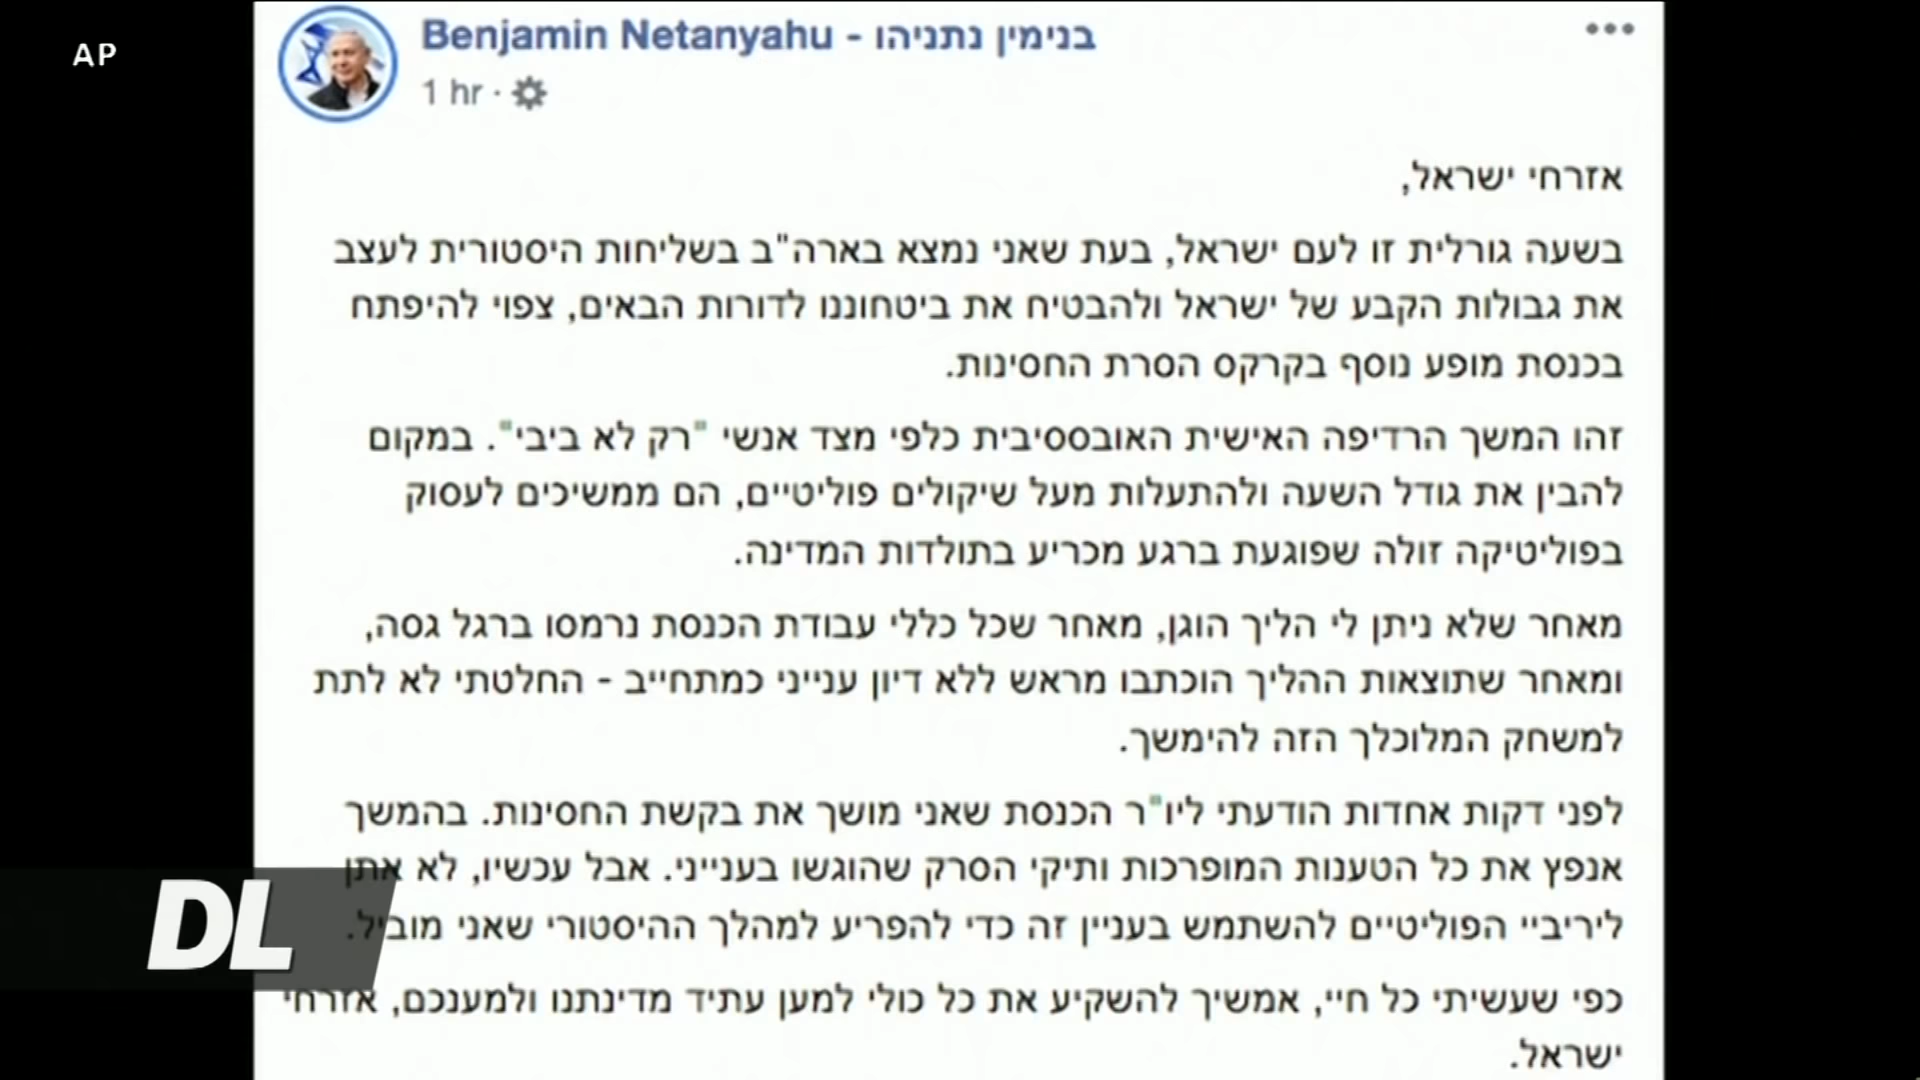 AP
Benjamin Netanyahu - בנימין נתניהו
1 hr ·
אזרחי ישראל,
בשעה גורלית זו לעם ישראל, בעת שאני נמצא בארה"ב בשליחות היסטורית לעצב
את גבולות הקבע של ישראל ולהבטיח את ביטחוננו לדורות הבאים, צפוי להיפתח
בכנסת מופע נוסף בקרקס הסרת החסינות.
זהו המשך הרדיפה האישית האובססיבית כלפי מצד אנשי "רק לא ביבי". במקום
להבין את גודל השעה ולהתעלות מעל שיקולים פוליטיים, הם ממשיכים לעסוק
בפוליטיקה זולה שפוגעת ברגע מכריע בתולדות המדינה.
מאחר שלא ניתן לי הליך הוגן, מאחר שכל כללי עבודת הכנסת נרמסו ברגל גסה,
ומאחר שתוצאות ההליך הוכתבו מראש ללא דיון ענייני כמתחייב - החלטתי לא לתת
למשחק המלוכלך הזה להימשך.
לפני דקות אחדות הודעתי ליו"ר הכנסת שאני מושך את בקשת החסינות. בהמשך
אנפץ את כל הטענות המופרכות ותיקי הסרק שהוגשו בענייני. אבל עכשיו, לא אתן
ליריביי הפוליטיים להשתמש בעניין זה כדי להפריע למהלך ההיסטורי שאני מוביל.
כפי שעשיתי כל חיי, אמשיך להשקיע את כל כולי למען עתיד מדינתנו ולמענכם, אזרחי
ישראל.
DL